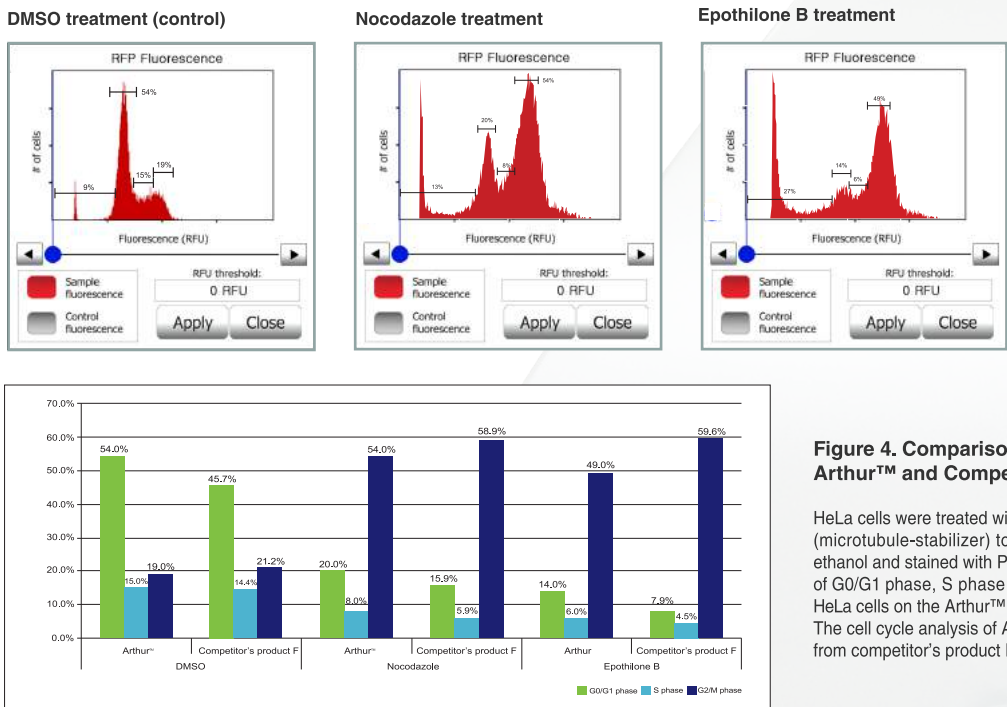 DMSO treatment (control)
RFP Fluorescence
54%
19%
15%
9%
# of cells
Fluorescence (RFU)
Sample
fluorescence
Control
fluorescence
RFU threshold:
0 RFU
Apply Close
Nocodazole treatment
RFP Fluorescence
54%
20%
8%
13%
# of cells
Fluorescence (RFU)
Sample
fluorescence
Control
fluorescence
RFU threshold:
0 RFU
Apply Close
Epothilone B treatment
RFP Fluorescence
49%
14%
6%
27%
# of cells
Fluorescence (RFU)
Sample
fluorescence
Control
fluorescence
RFU threshold:
0 RFU
Apply Close
70.0%
60.0%
50.0%
40.0%
30.0%
20.0%
10.0%
0.0%
54.0%
15.0%
19.0%
45.7%
14.4%
21.2%
20.0%
8.0%
54.0%
15.9%
5.9%
58.9%
14.0%
6.0%
49.0%
7.9%
4.5%
59.6%
Arthur™ Competitor's product F Arthur™ Competitor's product F Arthur Competitor's product F
DMSO Nocodazole Epothilone B
G0/G1 phase S phase G2/M phase
Figure 4. Compariso
Arthur™ and Compe
HeLa cells were treated wi
(microtubule-stabilizer) to
ethanol and stained with P
of G0/G1 phase, S phase
HeLa cells on the Arthur™
The cell cycle analysis of A
from competitor's product